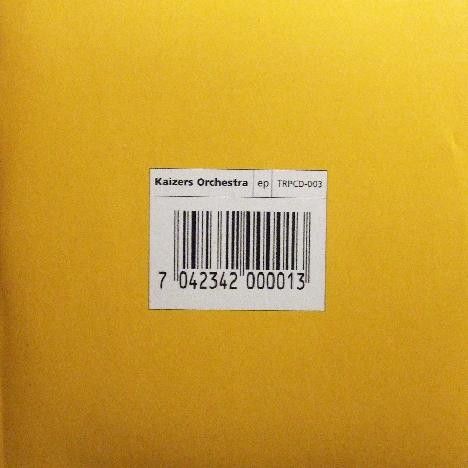 Kaizers Orchestra ep TRPCD-003
7 042342 000013